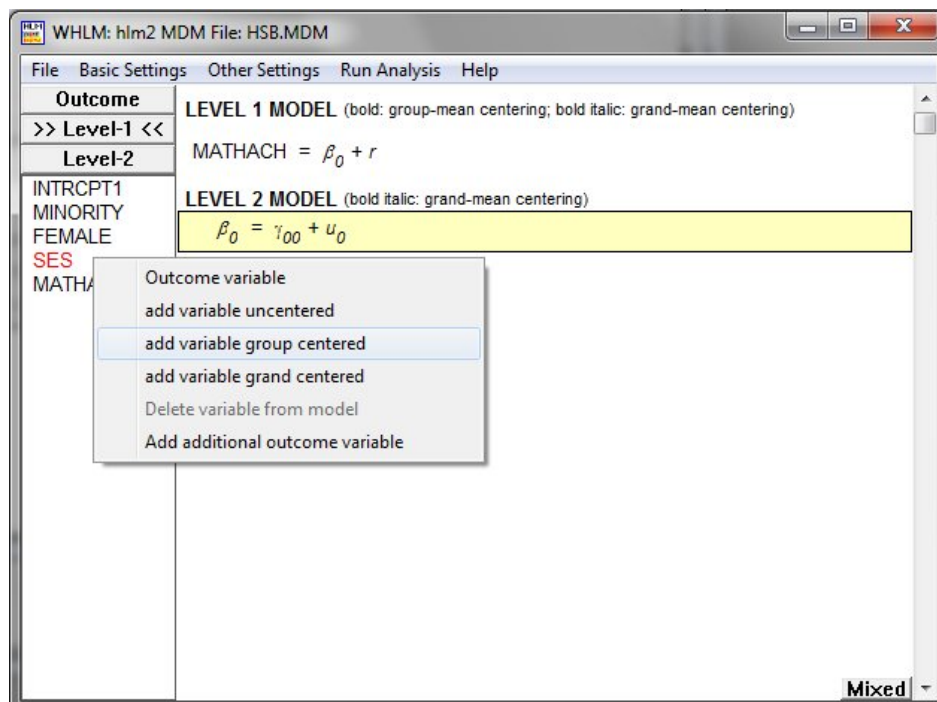 WHLM: hlm2 MDM File: HSB.MDM
File Basic Settings Other Settings Run Analysis Help
Outcome
>> Level-1 <<
Level-2
INTRCPT1
MINORITY
FEMALE
SES
MATHA
LEVEL 1 MODEL (bold: group-mean centering; bold italic: grand-mean centering)
MATHACH = β₀ + r
LEVEL 2 MODEL (bold italic: grand-mean centering)
β₀ = γ₀₀ + u₀
Outcome variable
add variable uncentered
add variable group centered
add variable grand centered
Delete variable from model
Add additional outcome variable
Mixed